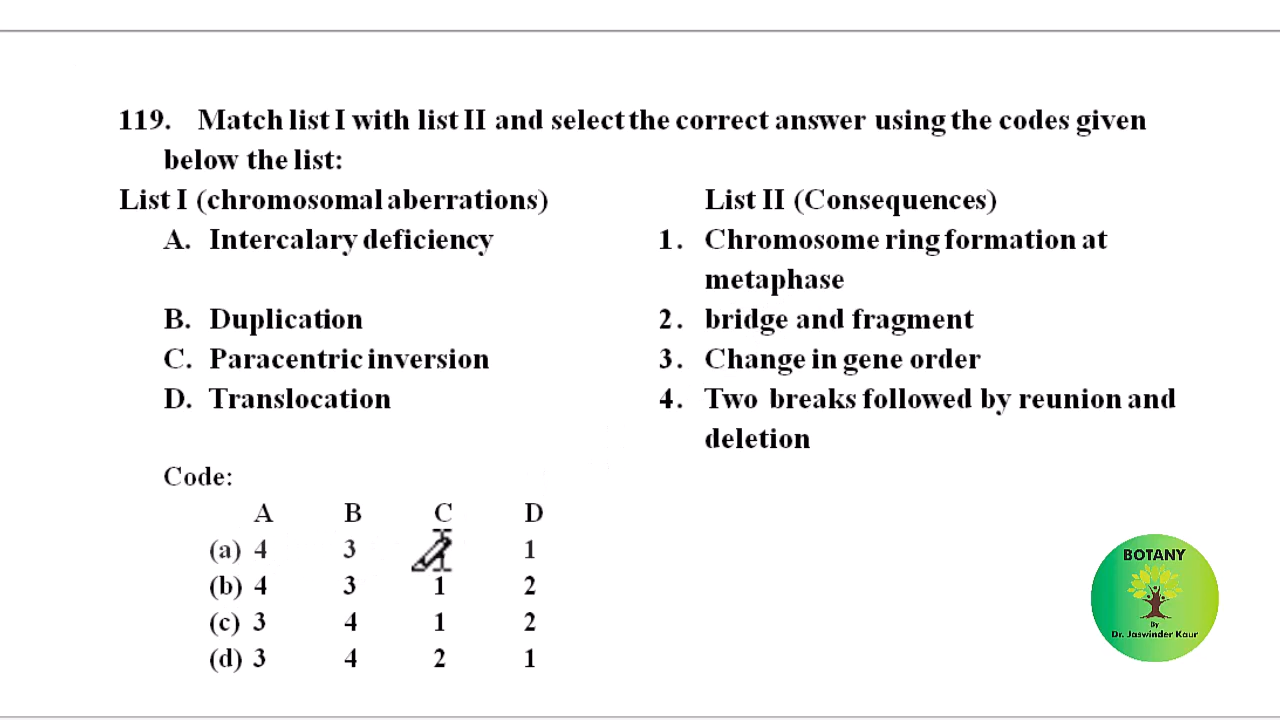 119. Match list I with list II and select the correct answer using the codes given
below the list:
List I (chromosomal aberrations) List II (Consequences)
A. Intercalary deficiency 1. Chromosome ring formation at
metaphase
B. Duplication 2. bridge and fragment
C. Paracentric inversion 3. Change in gene order
D. Translocation 4. Two breaks followed by reunion and
deletion
Code:
A B C D
(a) 4 3 1
(b) 4 3 1 2
(c) 3 4 1 2
(d) 3 4 2 1
BOTANY
By
Dr. Jaswinder Kaur